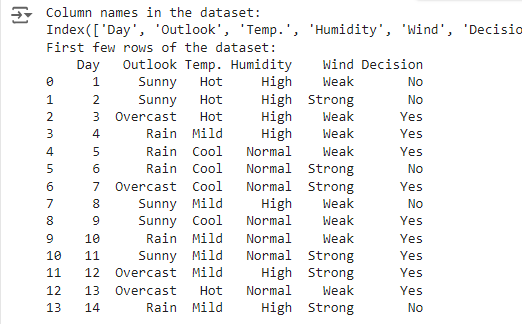 Column names in the dataset:
Index(['Day', 'Outlook', 'Temp.', 'Humidity', 'Wind', 'Decisio
First few rows of the dataset:
Day Outlook Temp. Humidity Wind Decision
0 1 Sunny Hot High Weak No
1 2 Sunny Hot High Strong No
2 3 Overcast Hot High Weak Yes
3 4 Rain Mild High Weak Yes
4 5 Rain Cool Normal Weak Yes
5 6 Rain Cool Normal Strong No
6 7 Overcast Cool Normal Strong Yes
7 8 Sunny Mild High Weak No
8 9 Sunny Cool Normal Weak Yes
9 10 Rain Mild Normal Weak Yes
10 11 Sunny Mild Normal Strong Yes
11 12 Overcast Mild High Strong Yes
12 13 Overcast Hot Normal Weak Yes
13 14 Rain Mild High Strong No